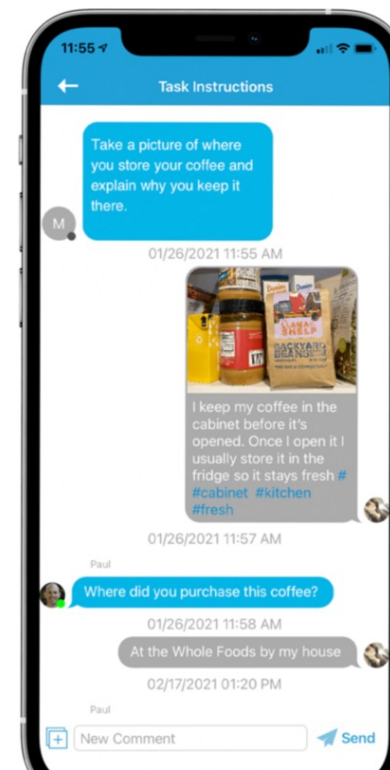 11:55
Task Instructions
Take a picture of where
you store your coffee and
explain why you keep it
there.
M
01/26/2021 11:55 AM
Dunkin
SHELP
BACKYARD
BEANS
I keep my coffee in the
cabinet before it's
opened. Once I open it I
usually store it in the
fridge so it stays fresh #
#cabinet #kitchen
#fresh
01/26/2021 11:57 AM
Paul
Where did you purchase this coffee?
01/26/2021 11:58 AM
At the Whole Foods by my house
02/17/2021 01:20 PM
Paul
New Comment
Send